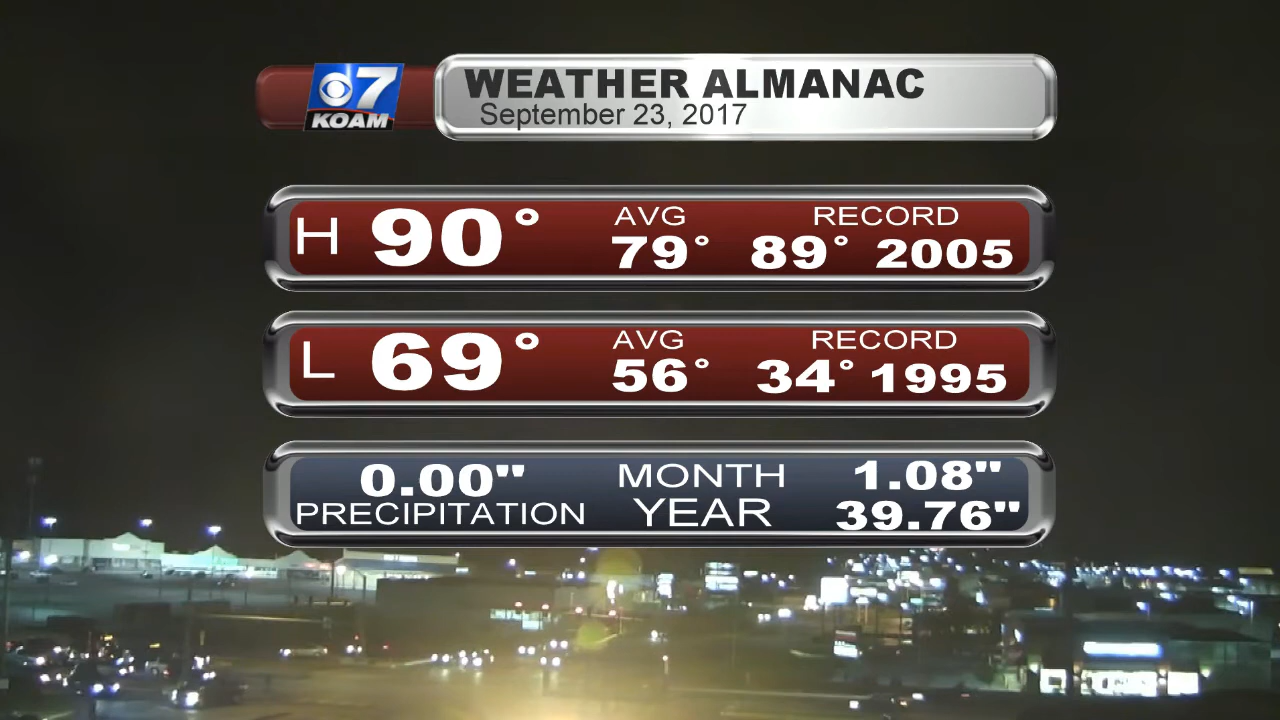 7
KOAM
WEATHER ALMANAC
September 23, 2017
H 90° AVG 79° RECORD 89° 2005
L 69° AVG 56° RECORD 34° 1995
0.00" MONTH 1.08"
PRECIPITATION YEAR 39.76"